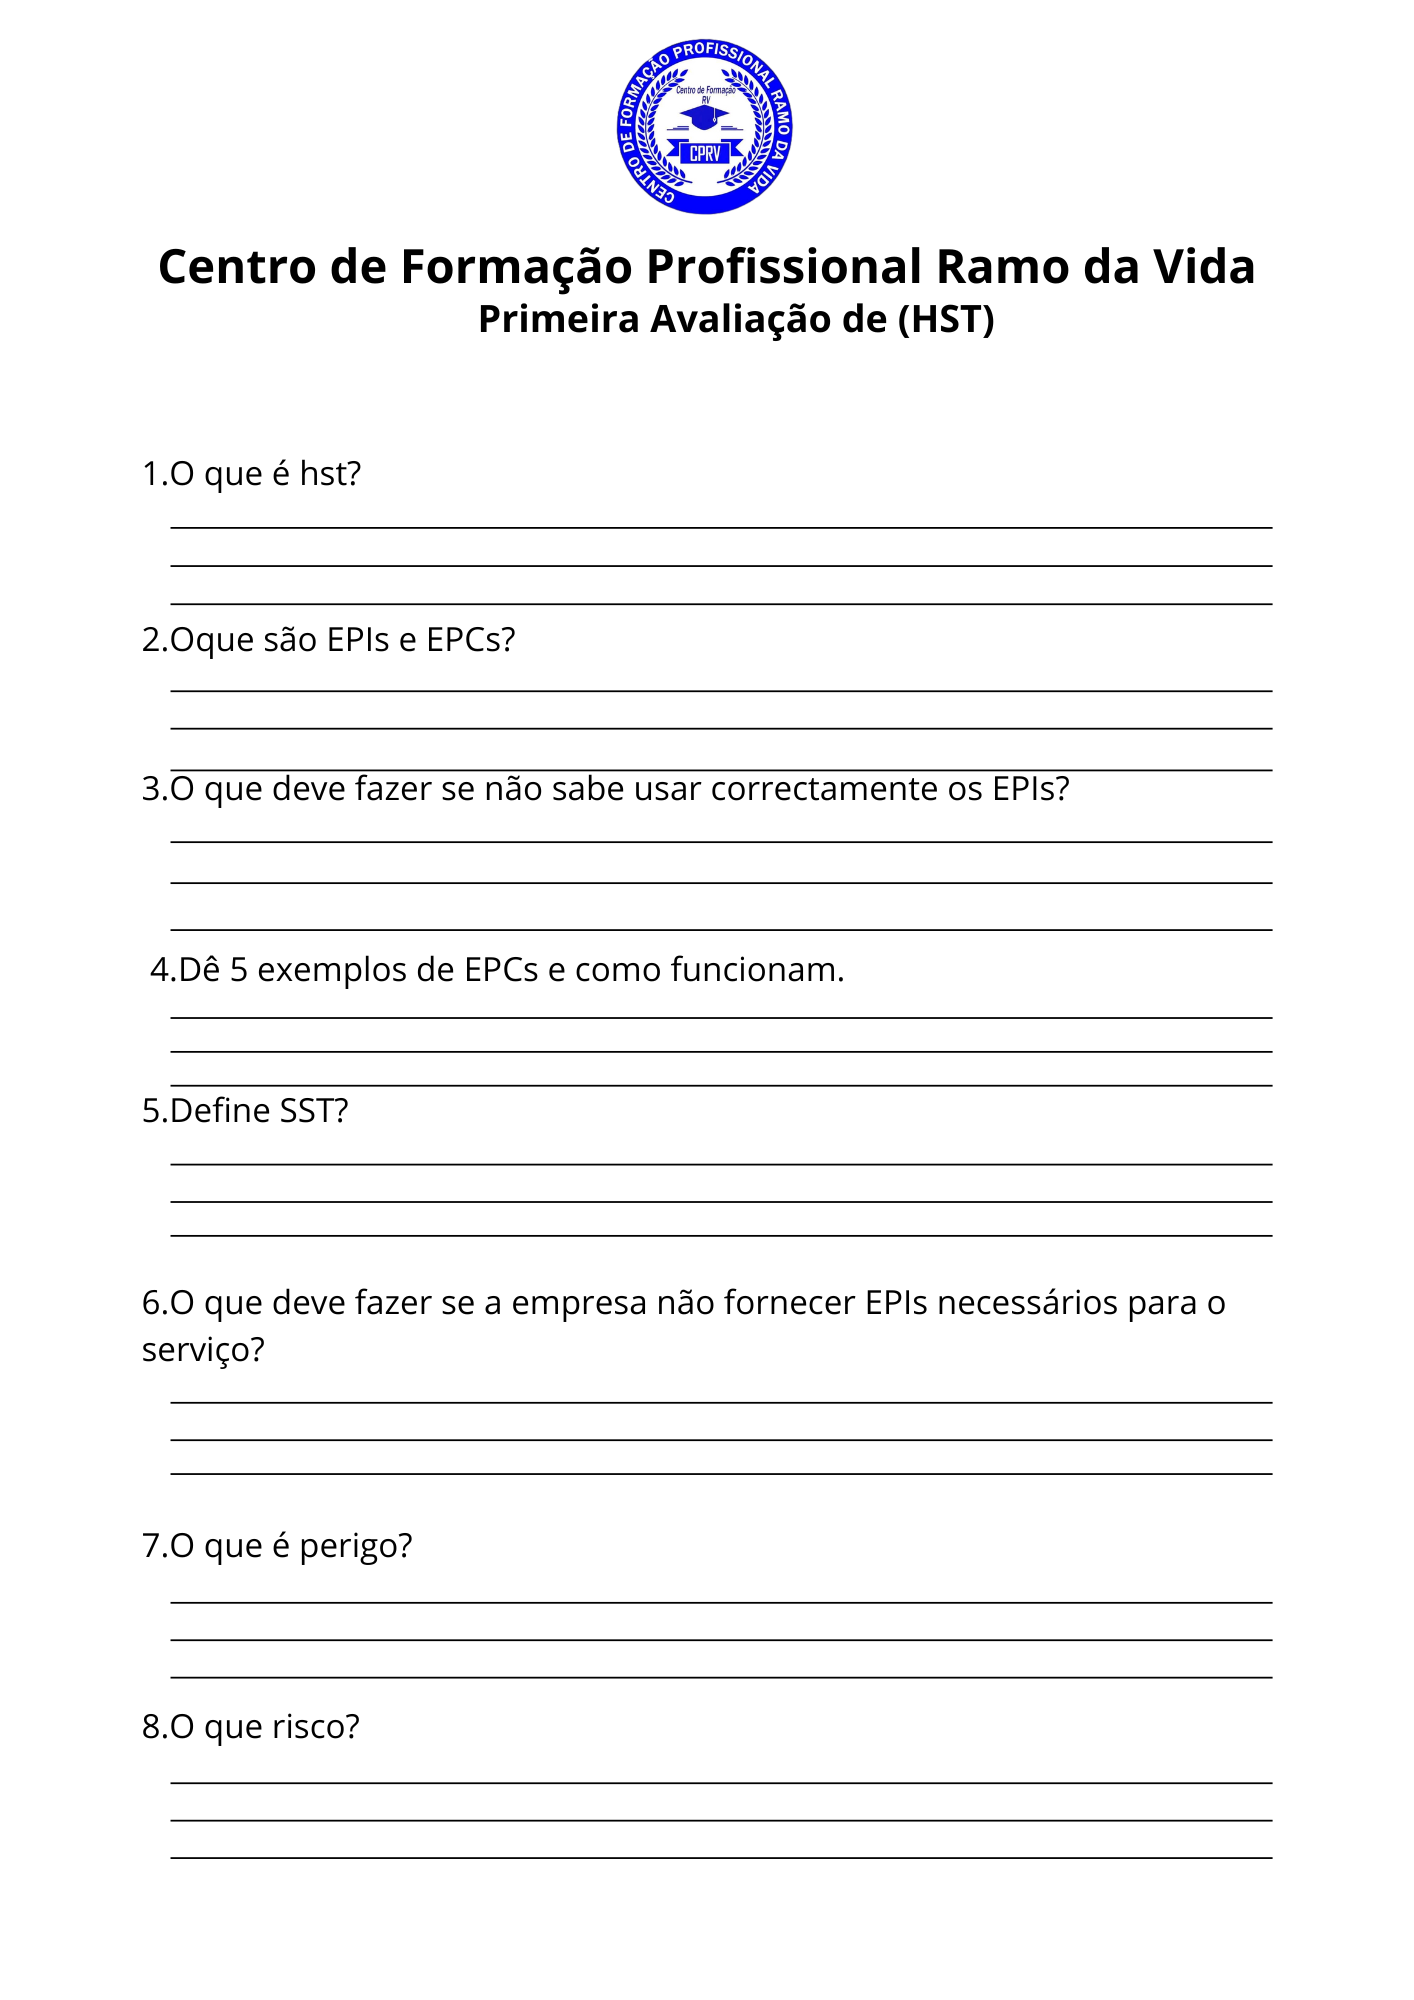 CENTRO DE FORMAÇÃO PROFISSIONAL RAMO DA VIDA
Centro de Formação
RV
CPRV
Centro de Formação Profissional Ramo da Vida
Primeira Avaliação de (HST)
1.O que é hst?
2.Oque são EPIs e EPCs?
3.O que deve fazer se não sabe usar correctamente os EPIs?
4.Dê 5 exemplos de EPCs e como funcionam.
5.Define SST?
6.O que deve fazer se a empresa não fornecer EPIs necessários para o
serviço?
7.O que é perigo?
8.O que risco?